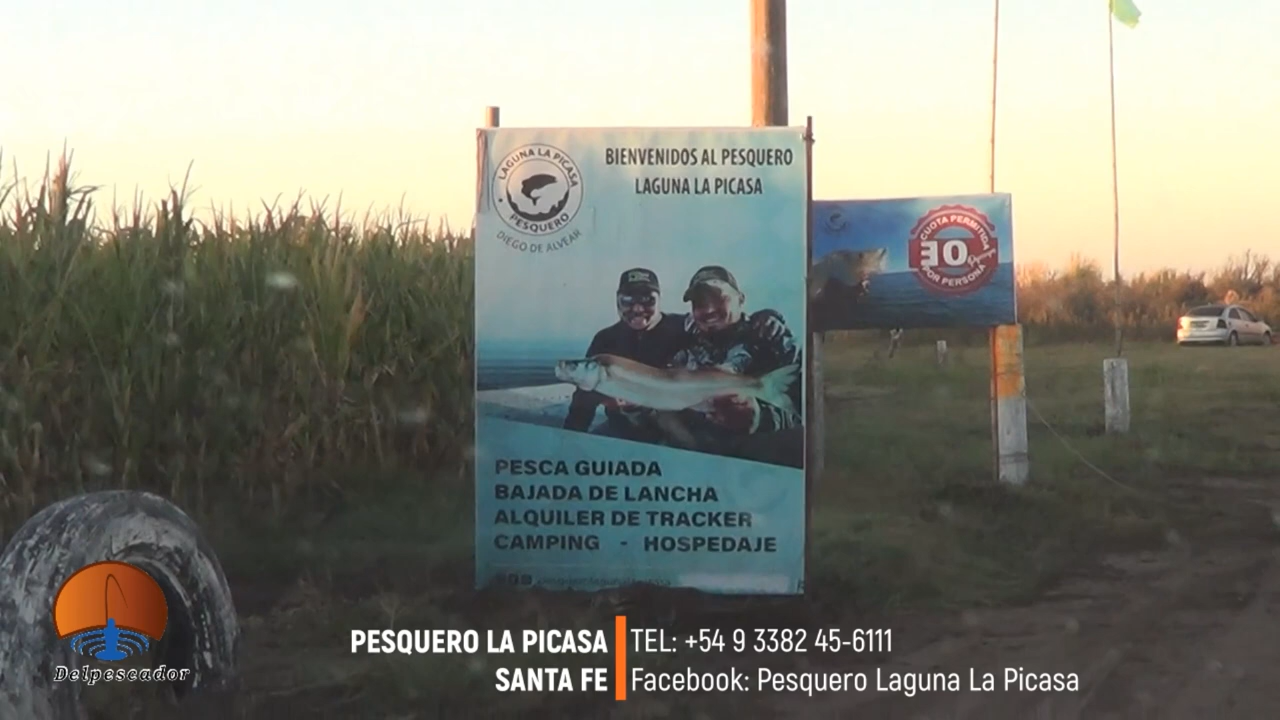 LAGUNA LA PICASA
PESQUERO
DIEGO DE ALVEAR
BIENVENIDOS AL PESQUERO
LAGUNA LA PICASA
CUOTA PERMITIDA
30
POR PERSONA
PESCA GUIADA
BAJADA DE LANCHA
ALQUILER DE TRACKER
CAMPING - HOSPEDAJE
Delpescador
PESQUERO LA PICASA
SANTA FE
TEL: +54 9 3382 45-6111
Facebook: Pesquero Laguna La Picasa